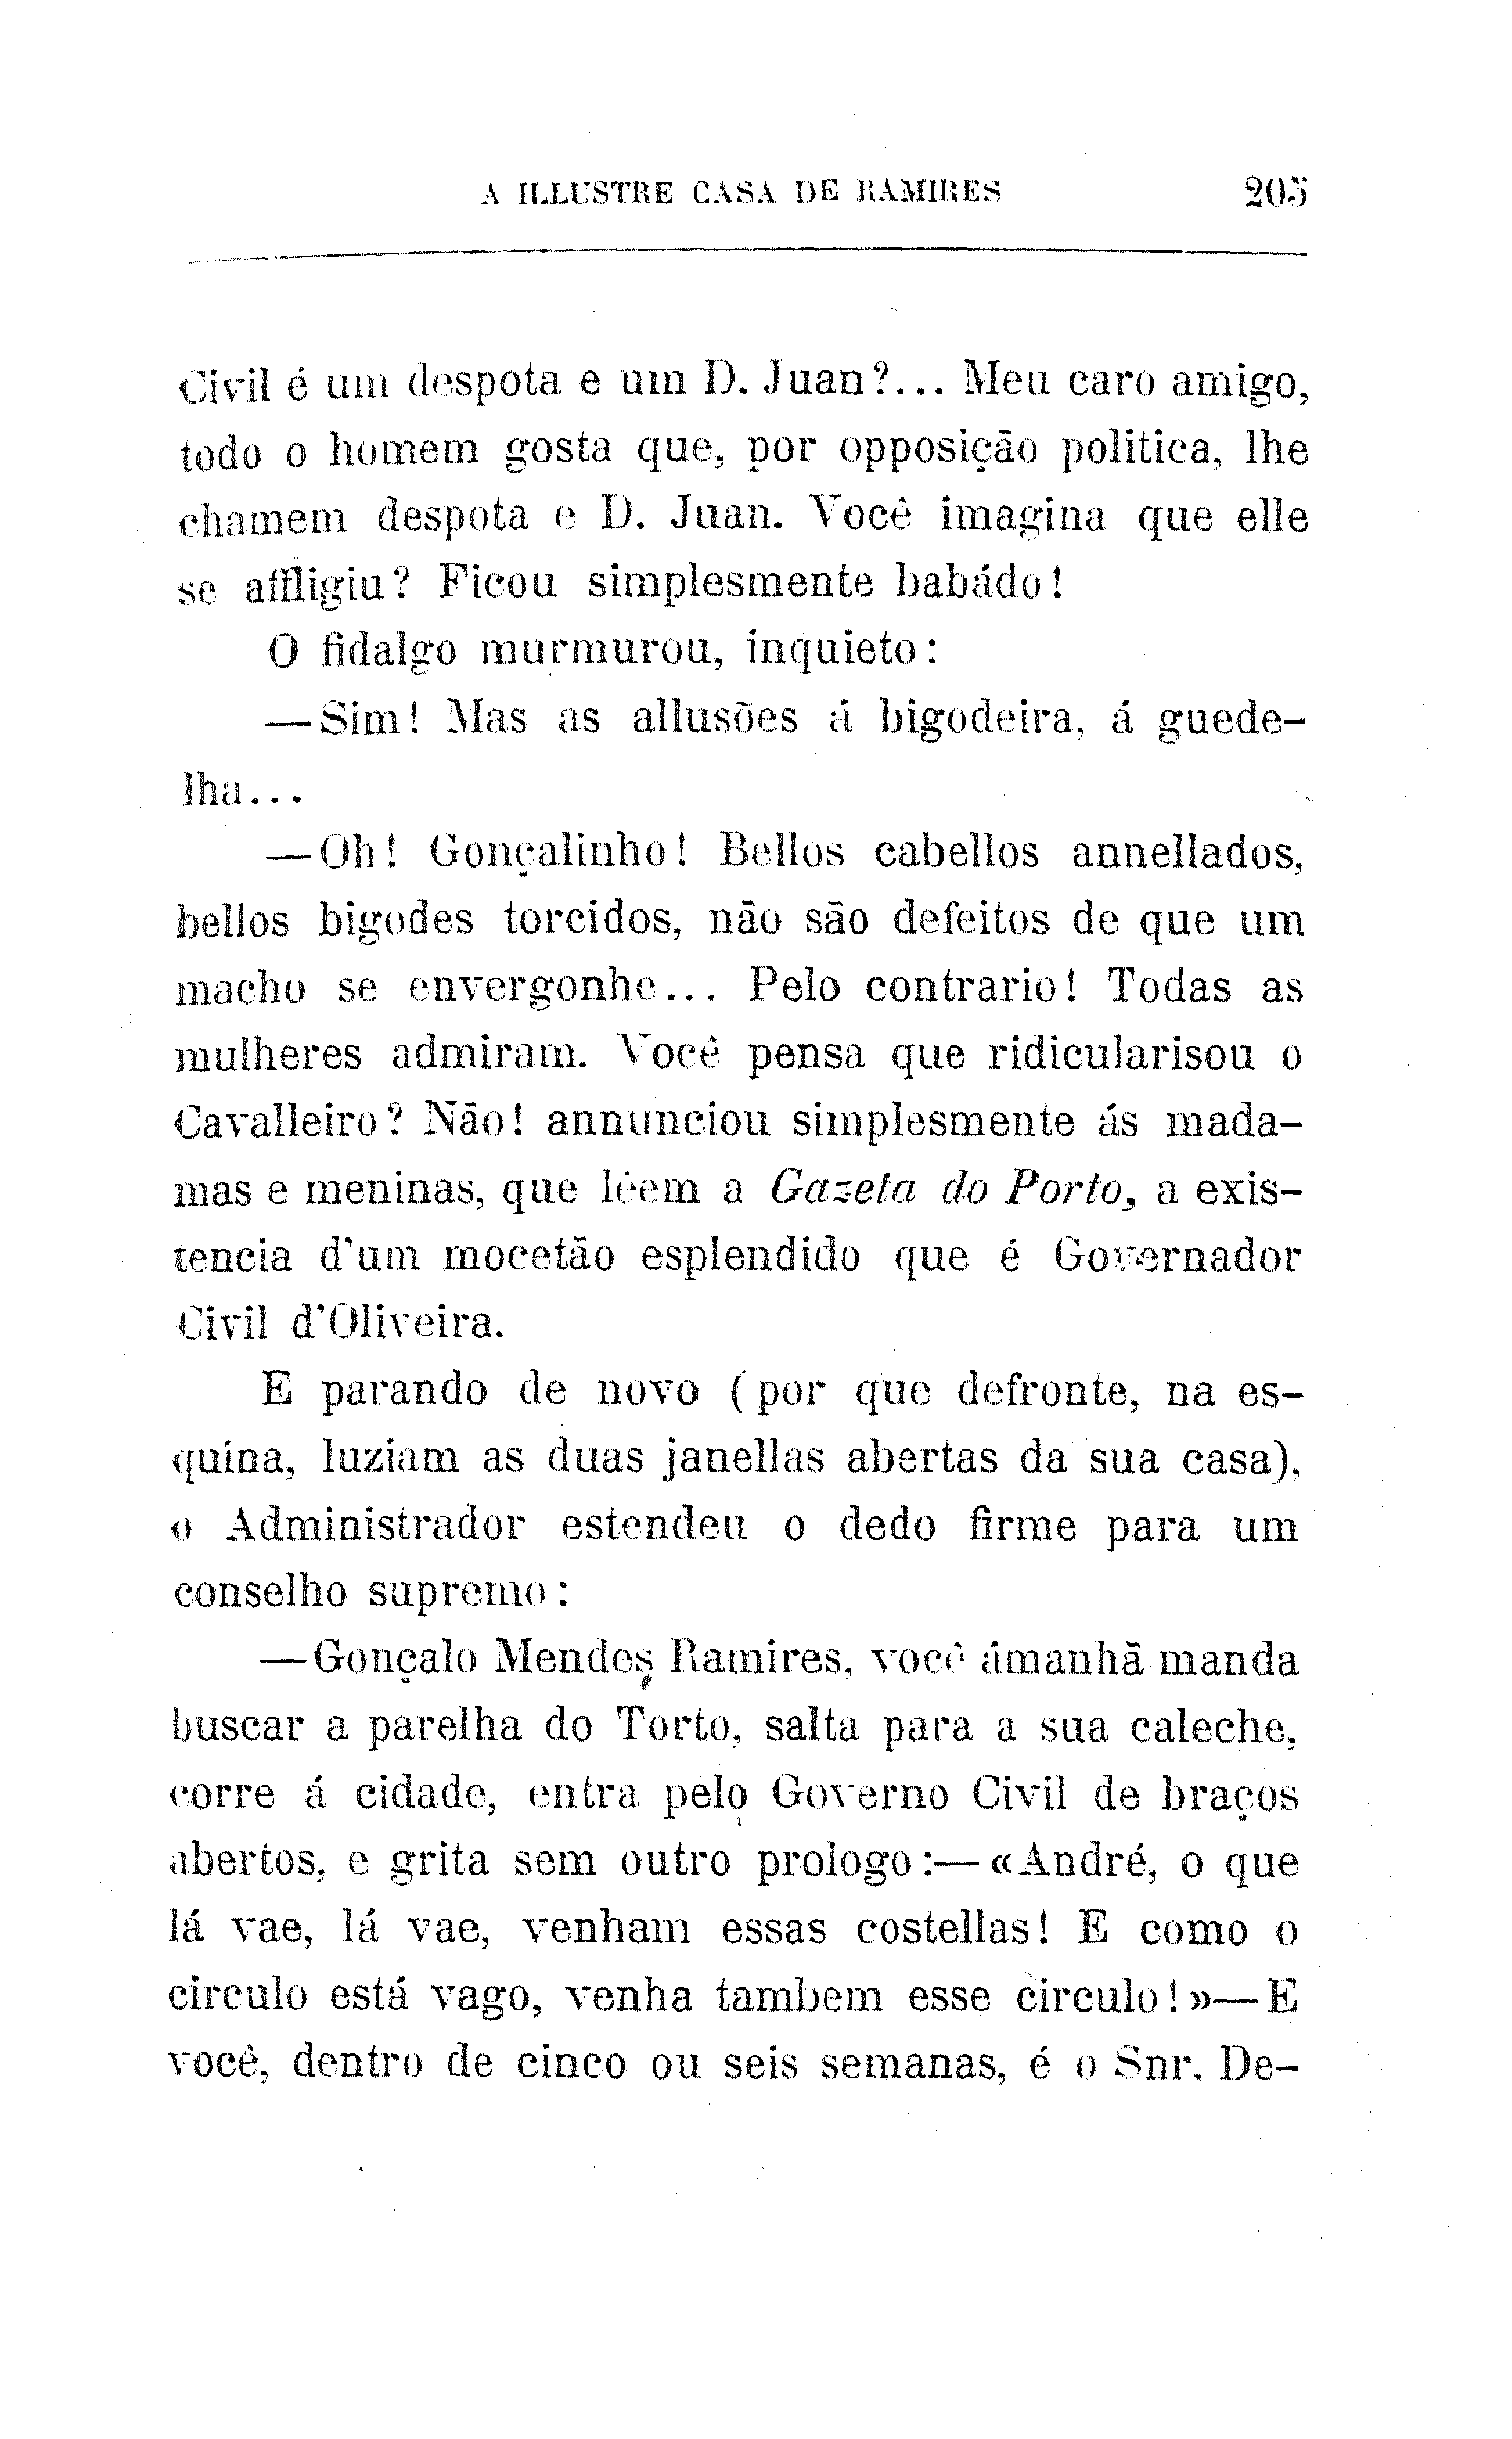 A ILLUSTRE CASA DE RAMIRES 205
Civil é um despota e um D. Juan?... Meu caro amigo,
todo o homem gosta que, por opposição politica, lhe
chamem despota e D. Juan. Você imagina que elle
se affligiu? Ficou simplesmente babádo!
O fidalgo murmurou, inquieto:
—Sim! Mas as allusões á bigodeira, á guede-
lha...
—Oh! Gonçalinho! Bellos cabellos annellados,
bellos bigodes torcidos, não são defeitos de que um
macho se envergonhe... Pelo contrario! Todas as
mulheres admiram. Você pensa que ridicularisou o
Cavalleiro? Não! annunciou simplesmente ás mada-
mas e meninas, que lêem a Gazeta do Porto, a exis-
tencia d'um mocetão esplendido que é Governador
Civil d'Oliveira.
E parando de novo (por que defronte, na es-
quina, luziam as duas janellas abertas da sua casa),
o Administrador estendeu o dedo firme para um
conselho supremo:
—Gonçalo Mendes Ramires, você ámanhã manda
buscar a parelha do Torto, salta para a sua caleche,
corre á cidade, entra pelo Governo Civil de braços
abertos, e grita sem outro prologo:—«André, o que
lá vae, lá vae, venham essas costellas! E como o
circulo está vago, venha tambem esse circulo!»—E
você, dentro de cinco ou seis semanas, é o Snr. De-